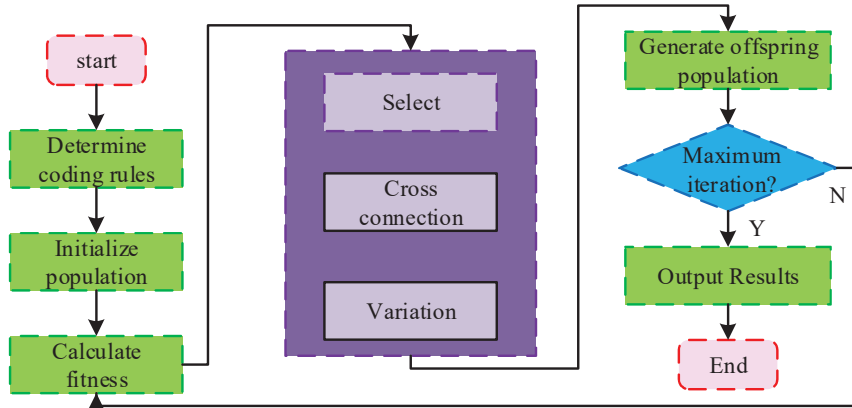 start
Determine
coding rules
Initialize
population
Calculate
fitness
Select
Cross
connection
Variation
Generate offspring
population
Maximum
iteration?
N
Y
Output Results
End